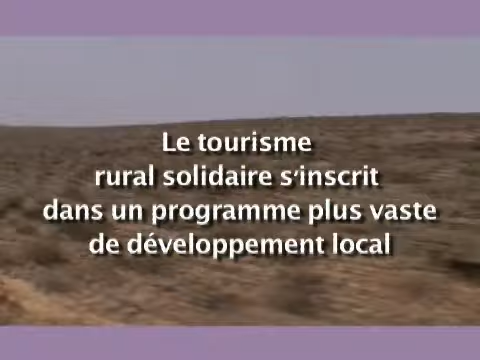 Le tourisme
rural solidaire s'inscrit
dans un programme plus vaste
de développement local